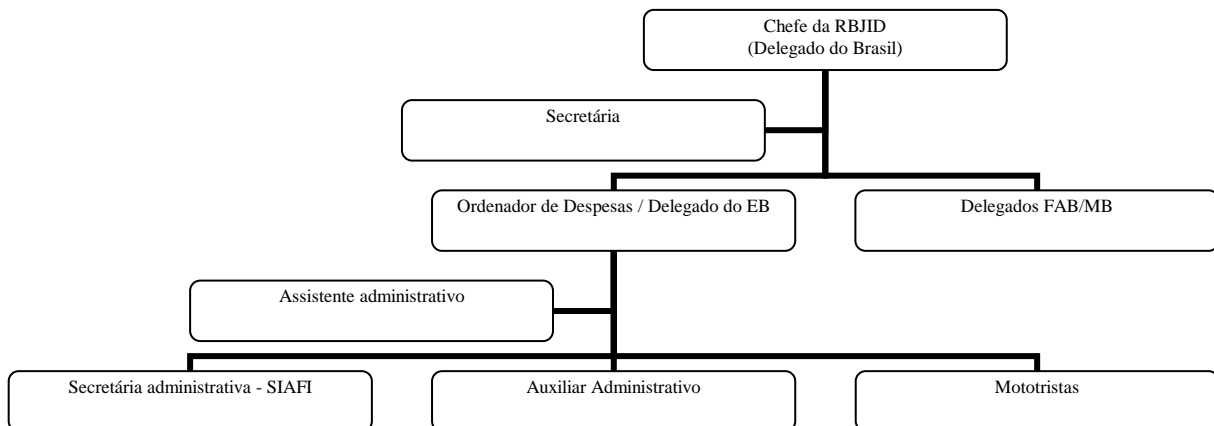 Chefe da RBJID
(Delegado do Brasil)
Secretária
Ordenador de Despesas / Delegado do EB
Delegados FAB/MB
Assistente administrativo
Secretária administrativa - SIAFI
Auxiliar Administrativo
Mototristas